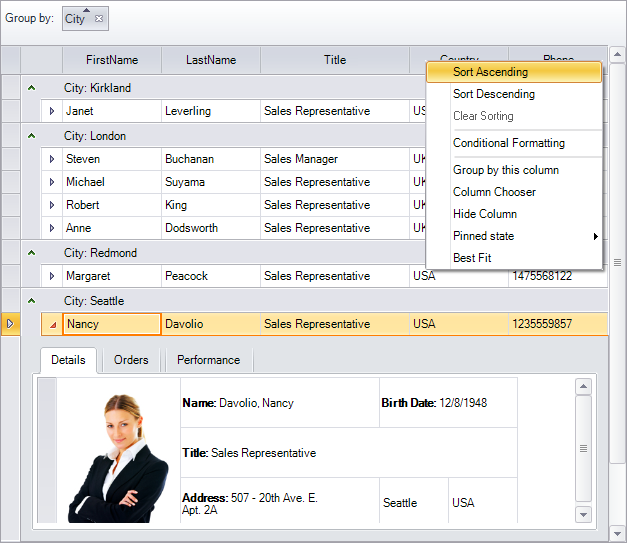 Group by: City
FirstName LastName Title Country Phone
City: Kirkland
Janet Leverling Sales Representative US
City: London
Steven Buchanan Sales Manager UK
Michael Suyama Sales Representative UK
Robert King Sales Representative UK
Anne Dodsworth Sales Representative UK
City: Redmond
Margaret Peacock Sales Representative USA 1475568122
City: Seattle
Nancy Davolio Sales Representative USA 1235559857
Sort Ascending
Sort Descending
Clear Sorting
Conditional Formatting
Group by this column
Column Chooser
Hide Column
Pinned state
Best Fit
Details Orders Performance
Name: Davolio, Nancy Birth Date: 12/8/1948
Title: Sales Representative
Address: 507 - 20th Ave. E.
Apt. 2A Seattle USA